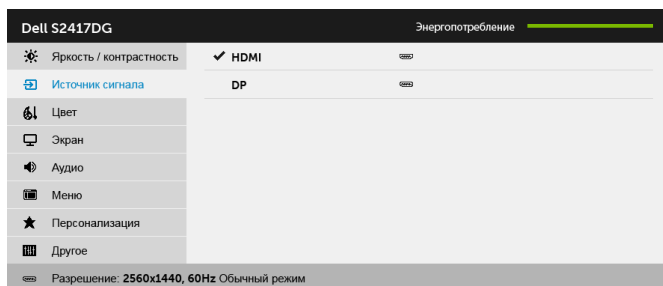 Dell S2417DG Энергопотребление
Яркость / контрастность HDMI
Источник сигнала DP
Цвет
Экран
Аудио
Меню
Персонализация
Другое
Разрешение: 2560x1440, 60Hz Обычный режим